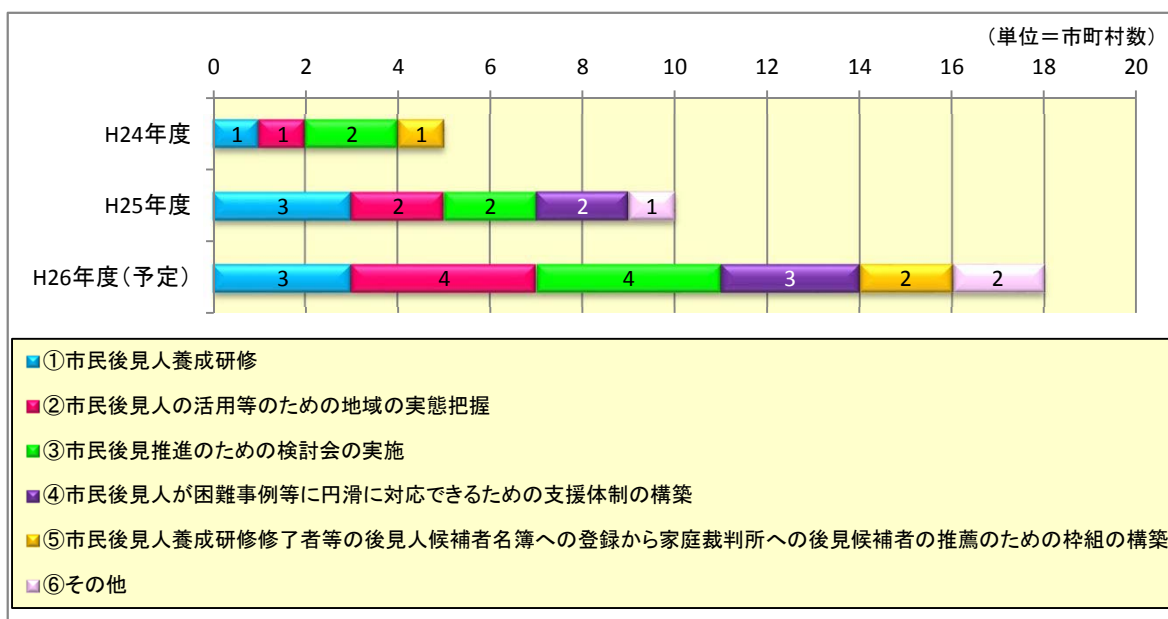 (単位＝市町村数)
0 2 4 6 8 10 12 14 16 18 20
H24年度 1 1 2 1
H25年度 3 2 2 2 1
H26年度(予定) 3 4 4 3 2 2
①市民後見人養成研修
②市民後見人の活用等のための地域の実態把握
③市民後見推進のための検討会の実施
④市民後見人が困難事例等に円滑に対応できるための支援体制の構築
⑤市民後見人養成研修修了者等の後見人候補者名簿への登録から家庭裁判所への後見候補者の推薦のための枠組の構築
⑥その他